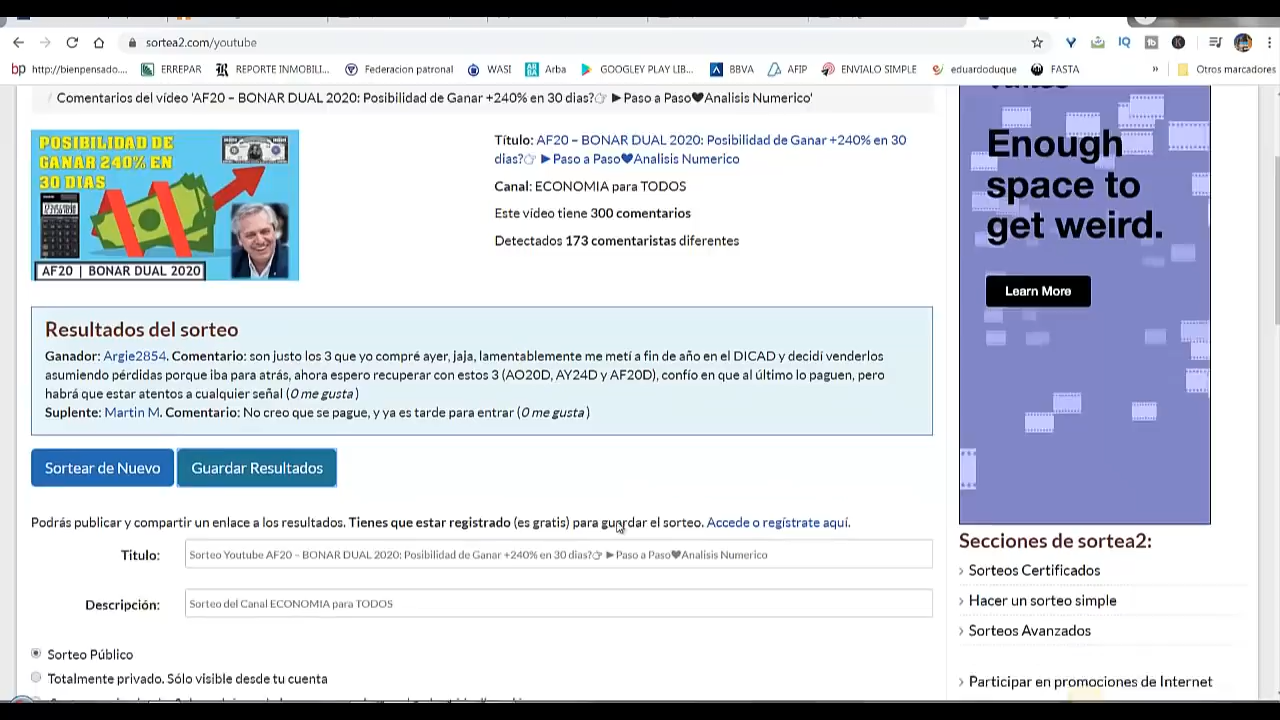 sortea2.com/youtube
http://bienpensado....
ERREPAR
REPORTE INMOBILI...
Federacion patronal
WASI
Arba
GOOGLEY PLAY LIB...
BBVA
AFIP
ENVIALO SIMPLE
eduardoduque
FASTA
»
Otros marcadores
/ Comentarios del vídeo 'AF20 – BONAR DUAL 2020: Posibilidad de Ganar +240% en 30 dias?👉 ►Paso a Paso❤Analisis Numerico'
POSIBILIDAD DE
GANAR 240% EN
30 DIAS
AF20 | BONAR DUAL 2020
Título: AF20 – BONAR DUAL 2020: Posibilidad de Ganar +240% en 30
dias?👉 ►Paso a Paso❤Analisis Numerico
Canal: ECONOMIA para TODOS
Este vídeo tiene 300 comentarios
Detectados 173 comentaristas diferentes
Resultados del sorteo
Ganador: Argie2854. Comentario: son justo los 3 que yo compré ayer, jaja, lamentablemente me metí a fin de año en el DICAD y decidí venderlos
asumiendo pérdidas porque iba para atrás, ahora espero recuperar con estos 3 (AO20D, AY24D y AF20D), confío en que al último lo paguen, pero
habrá que estar atentos a cualquier señal (0 me gusta )
Suplente: Martin M. Comentario: No creo que se pague, y ya es tarde para entrar (0 me gusta )
Sortear de Nuevo
Guardar Resultados
Podrás publicar y compartir un enlace a los resultados. Tienes que estar registrado (es gratis) para guardar el sorteo. Accede o regístrate aquí.
Titulo:
Sorteo Youtube AF20 – BONAR DUAL 2020: Posibilidad de Ganar +240% en 30 dias?👉 ►Paso a Paso❤Analisis Numerico
Descripción:
Sorteo del Canal ECONOMIA para TODOS
Sorteo Público
Totalmente privado. Sólo visible desde tu cuenta
Enough
space to
get weird.
Learn More
Secciones de sortea2:
› Sorteos Certificados
› Hacer un sorteo simple
› Sorteos Avanzados
› Participar en promociones de Internet